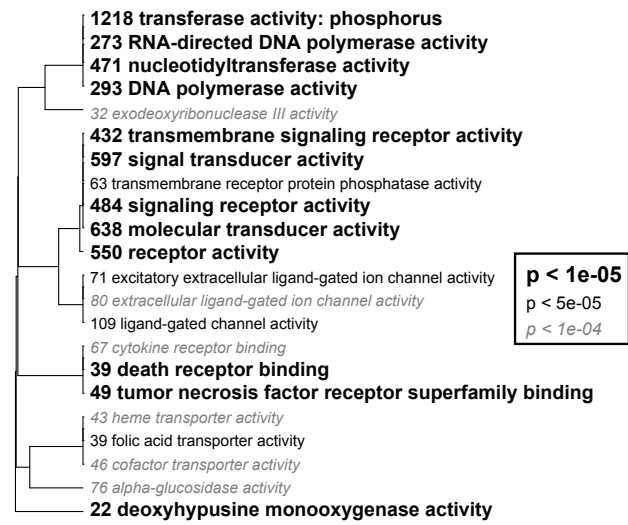 1218 transferase activity: phosphorus
273 RNA-directed DNA polymerase activity
471 nucleotidyltransferase activity
293 DNA polymerase activity
32 exodeoxyribonuclease III activity
432 transmembrane signaling receptor activity
597 signal transducer activity
63 transmembrane receptor protein phosphatase activity
484 signaling receptor activity
638 molecular transducer activity
550 receptor activity
71 excitatory extracellular ligand-gated ion channel activity
80 extracellular ligand-gated ion channel activity
109 ligand-gated channel activity
67 cytokine receptor binding
39 death receptor binding
49 tumor necrosis factor receptor superfamily binding
43 heme transporter activity
39 folic acid transporter activity
46 cofactor transporter activity
76 alpha-glucosidase activity
22 deoxyhypusine monooxygenase activity
p < 1e-05
p < 5e-05
p < 1e-04